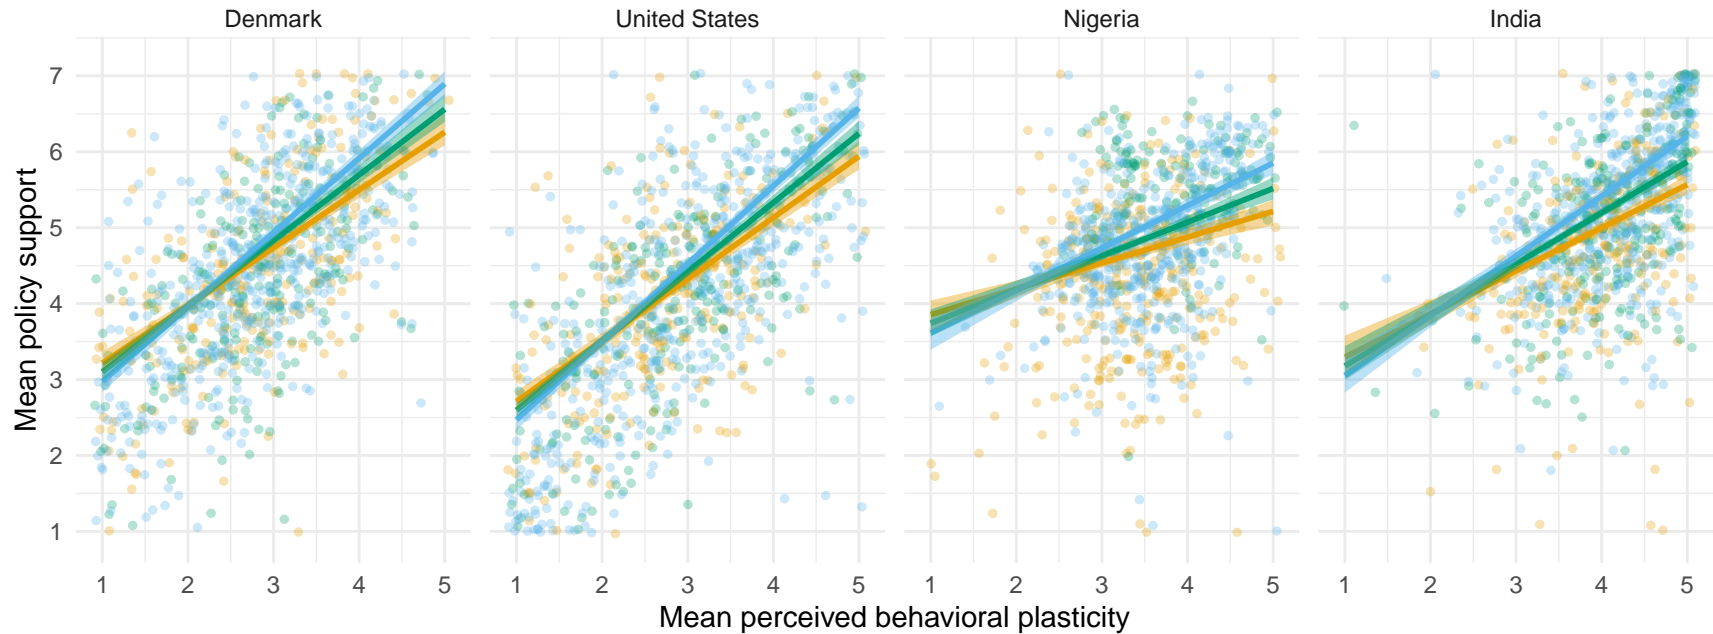 Denmark United States Nigeria India
Mean policy support
7
6
5
4
3
2
1
1 2 3 4 5 1 2 3 4 5 1 2 3 4 5 1 2 3 4 5
Mean perceived behavioral plasticity